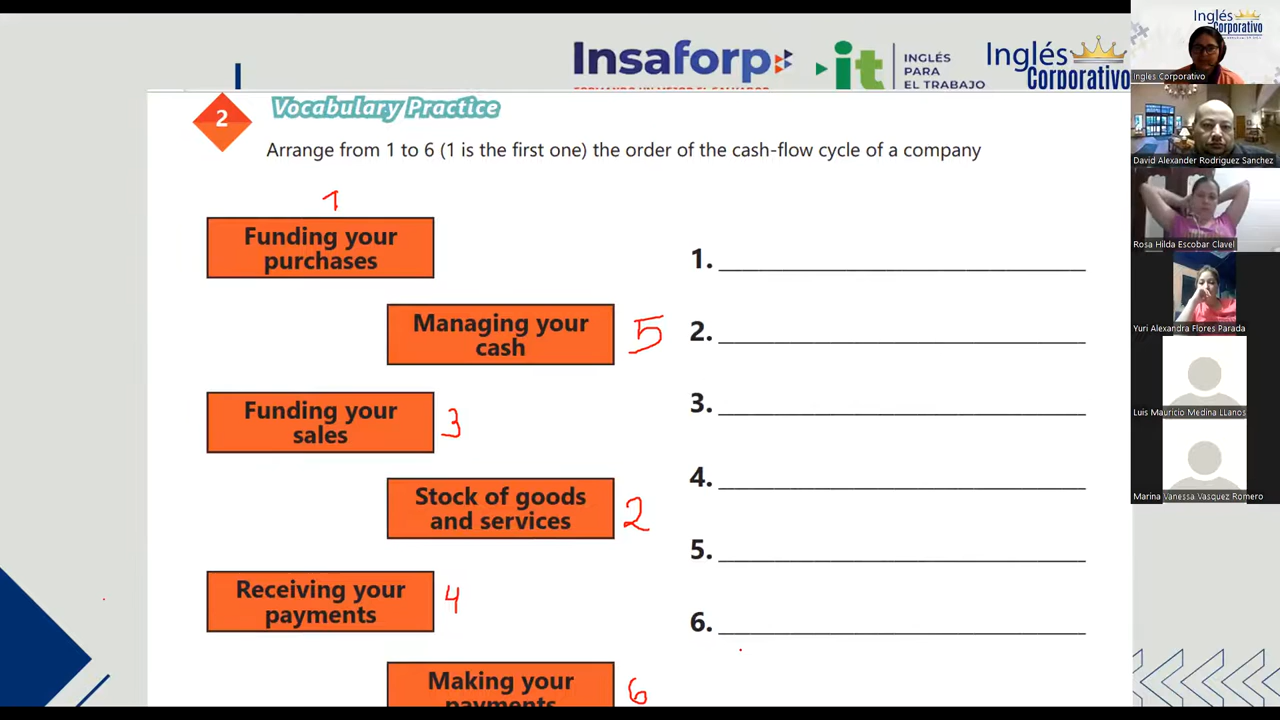 Insaforp
it
INGLÉS
PARA
EL TRABAJO
Inglés
Corporativo
Inglés
Corporativo
Ingles Corporativo
2
Vocabulary Practice
Arrange from 1 to 6 (1 is the first one) the order of the cash-flow cycle of a company
1
Funding your
purchases
Managing your
cash
5
Funding your
sales
3
Stock of goods
and services
2
Receiving your
payments
4
Making your
payments
6
1.
2.
3.
4.
5.
6.
David Alexander Rodriguez Sanchez
Rosa Hilda Escobar Clavel
Yuri Alexandra Flores Parada
Luis Mauricio Medina LLanos
Marina Vanessa Vasquez Romero